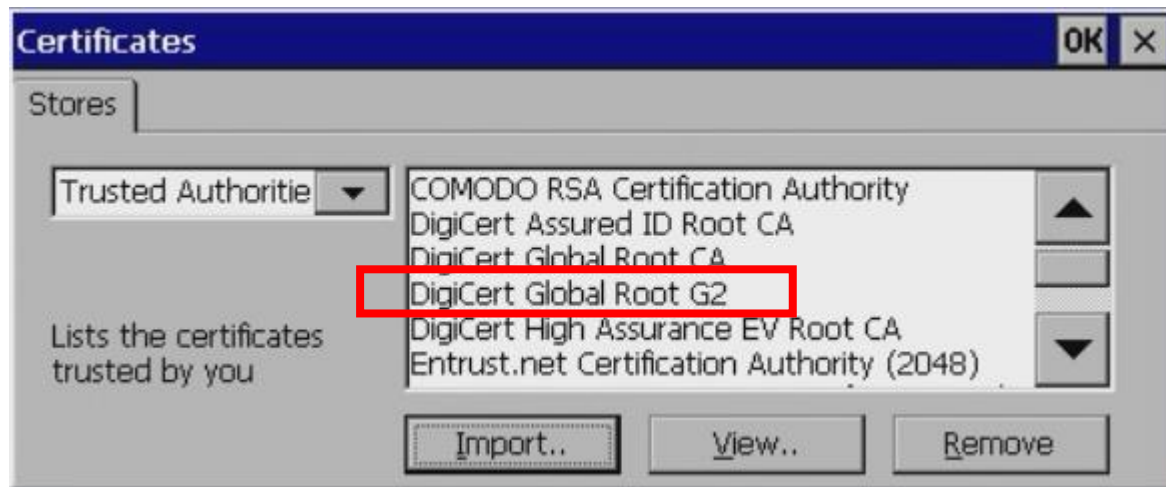 Certificates
OK
Stores
Trusted Authoritie
COMODO RSA Certification Authority
DigiCert Assured ID Root CA
DigiCert Global Root CA
DigiCert Global Root G2
DigiCert High Assurance EV Root CA
Entrust.net Certification Authority (2048)
Lists the certificates
trusted by you
Import..
View..
Remove